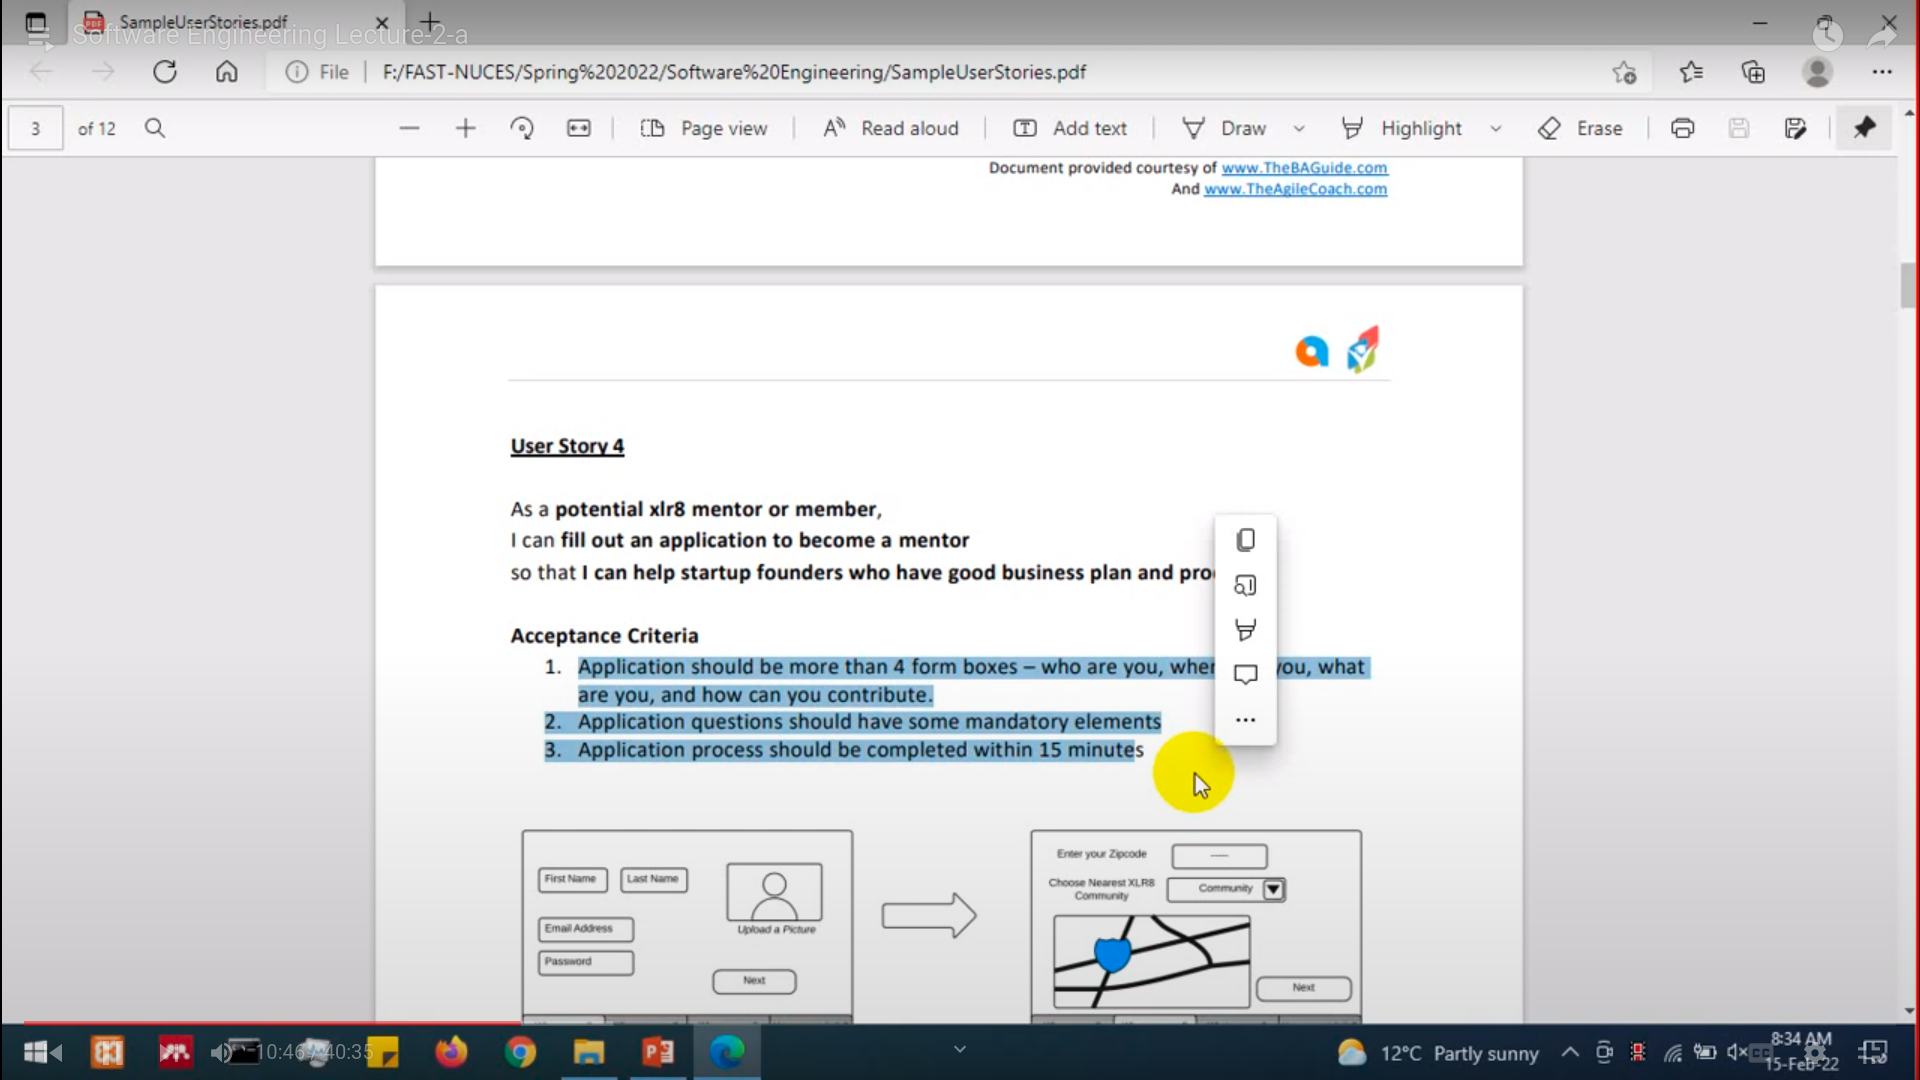 SampleUserStories.pdf
Software Engineering Lecture-2-a
File F:/FAST-NUCES/Spring%202022/Software%20Engineering/SampleUserStories.pdf
3 of 12 Page view Read aloud Add text Draw Highlight Erase
Document provided courtesy of www.TheBAGuide.com
And www.TheAgileCoach.com
User Story 4
As a potential xlr8 mentor or member,
I can fill out an application to become a mentor
so that I can help startup founders who have good business plan and
Acceptance Criteria
1. Application should be more than 4 form boxes – who are you, you, what
are you, and how can you contribute.
2. Application questions should have some mandatory elements
3. Application process should be completed within 15 minutes
First Name Last Name
Email Address
Password
Upload a Picture
Next
Enter your Zipcode
Choose Nearest XLR8
Community
Community
Next
10:46 / 40:35
12°C Partly sunny
8:34 AM
15-Feb-22